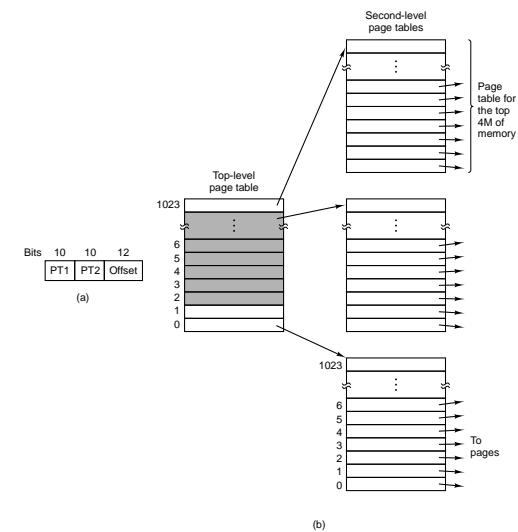 Second-level
page tables
Page
table for
the top
4M of
memory
Top-level
page table
1023
6
5
4
3
2
1
0
Bits 10 10 12
PT1 PT2 Offset
(a)
1023
6
5
4
3
2
1
0
To
pages
(b)